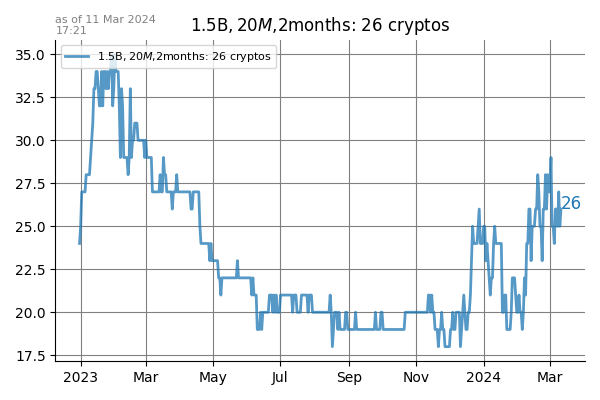 as of 11 Mar 2024
17:21
1.5B, 20M,2months: 26 cryptos
1.5B, 20M,2months: 26 cryptos
35.0
32.5
30.0
27.5
25.0
22.5
20.0
17.5
26
2023 Mar May Jul Sep Nov 2024 Mar